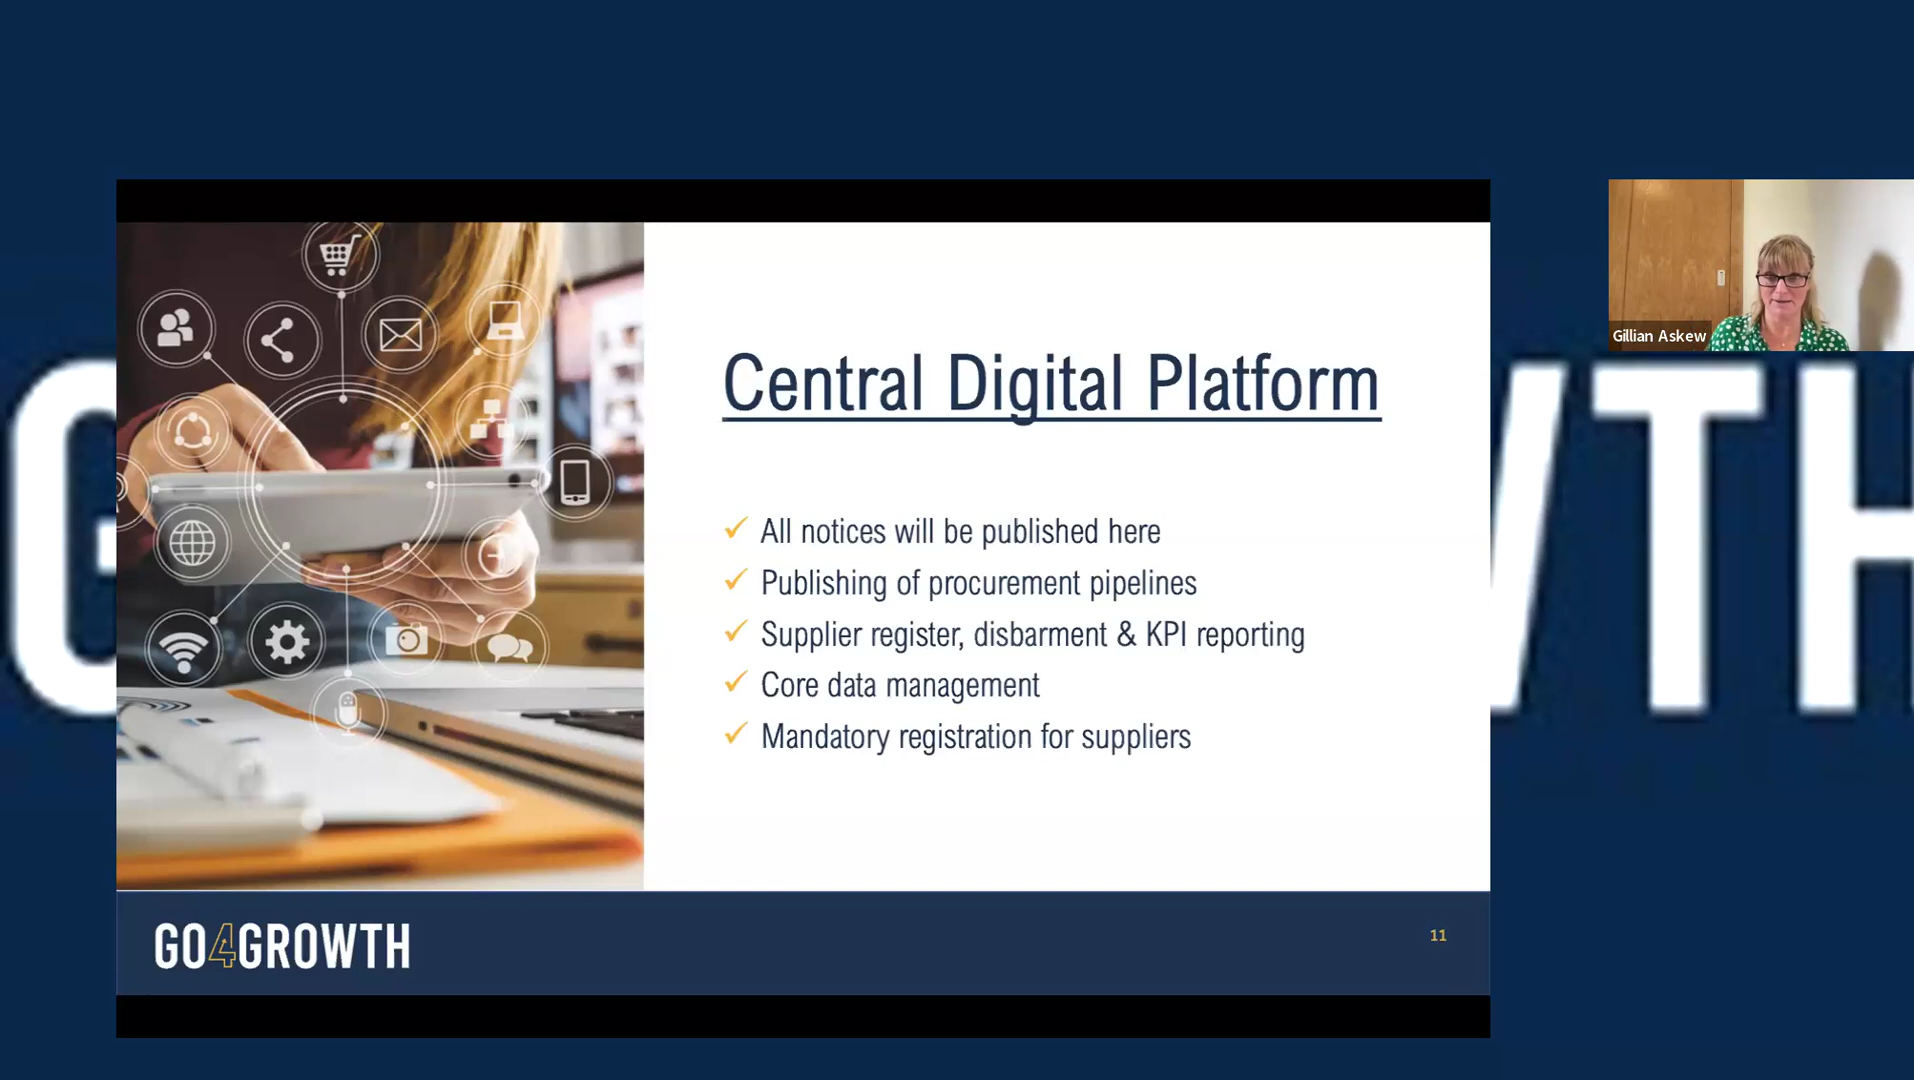 Central Digital Platform
All notices will be published here
Publishing of procurement pipelines
Supplier register, disbarment & KPI reporting
Core data management
Mandatory registration for suppliers
GO4GROWTH
11
Gillian Askew
G
WTH